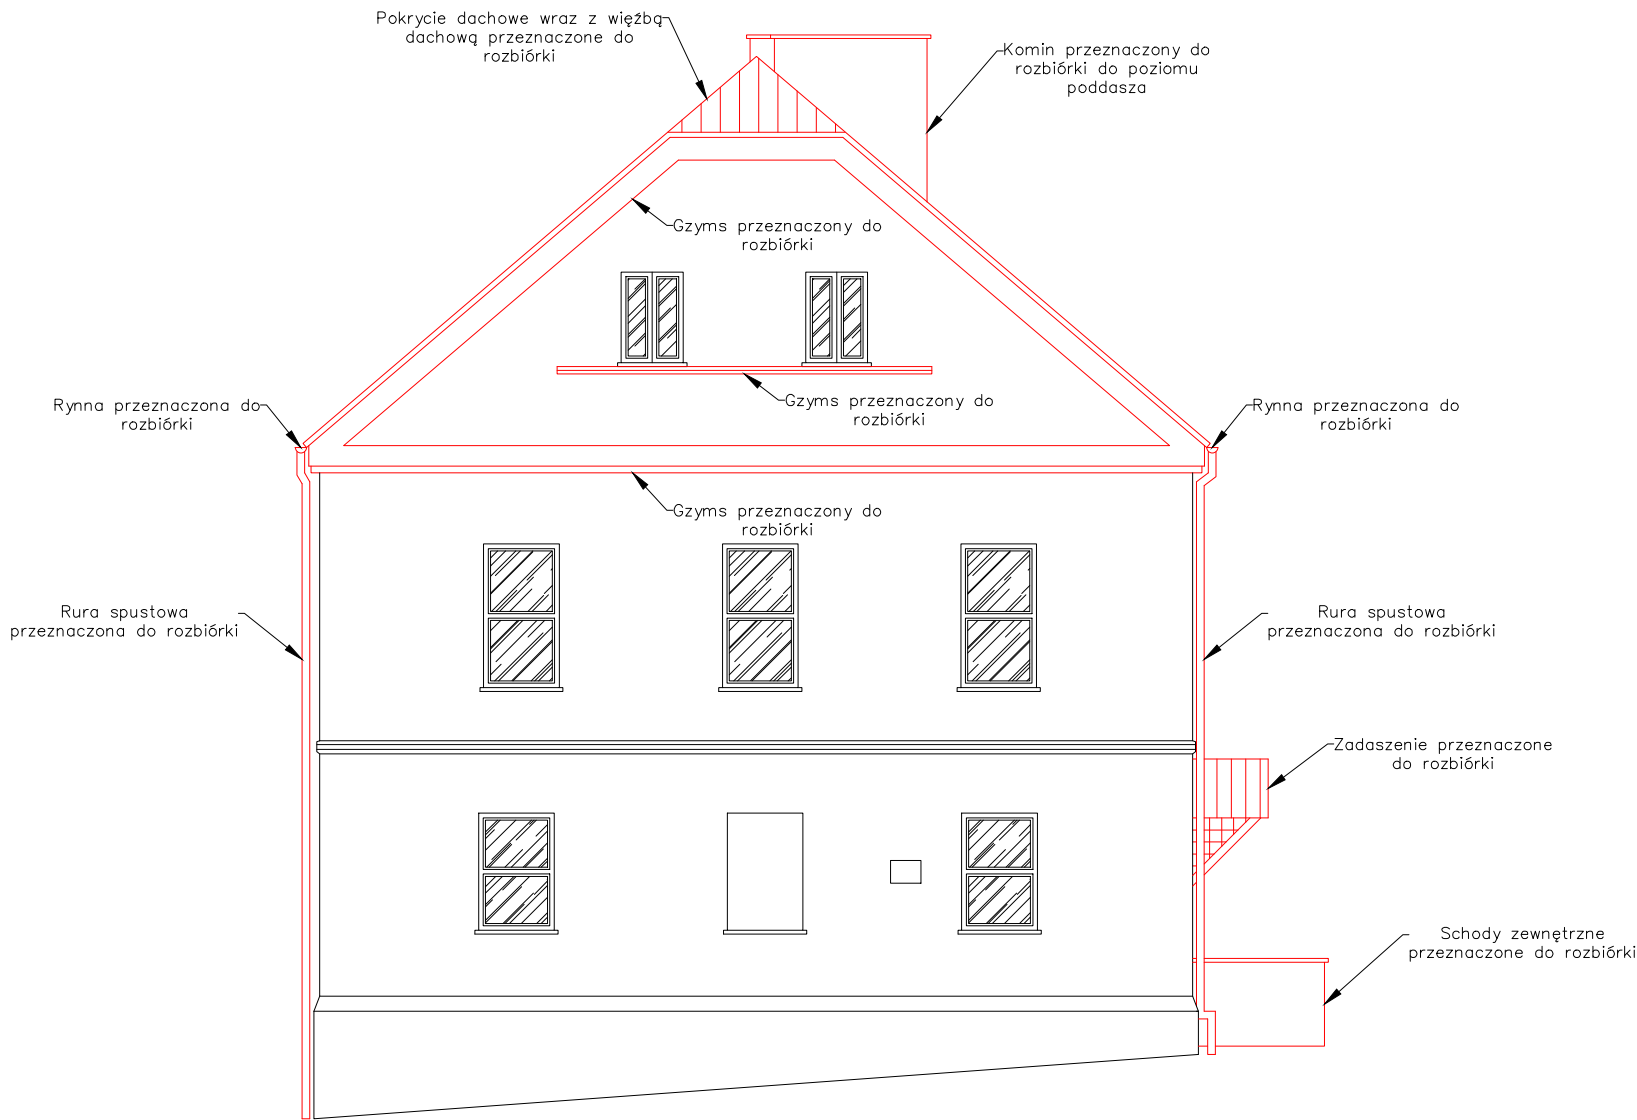 Pokrycie dachowe wraz z więźbą
dachową przeznaczone do
rozbiórki
Komin przeznaczony do
rozbiórki do poziomu
poddasza
Gzyms przeznaczony do
rozbiórki
Gzyms przeznaczony do
rozbiórki
Rynna przeznaczona do
rozbiórki
Rynna przeznaczona do
rozbiórki
Gzyms przeznaczony do
rozbiórki
Rura spustowa
przeznaczona do rozbiórki
Rura spustowa
przeznaczona do rozbiórki
Zadaszenie przeznaczone
do rozbiórki
Schody zewnętrzne
przeznaczone do rozbiórki